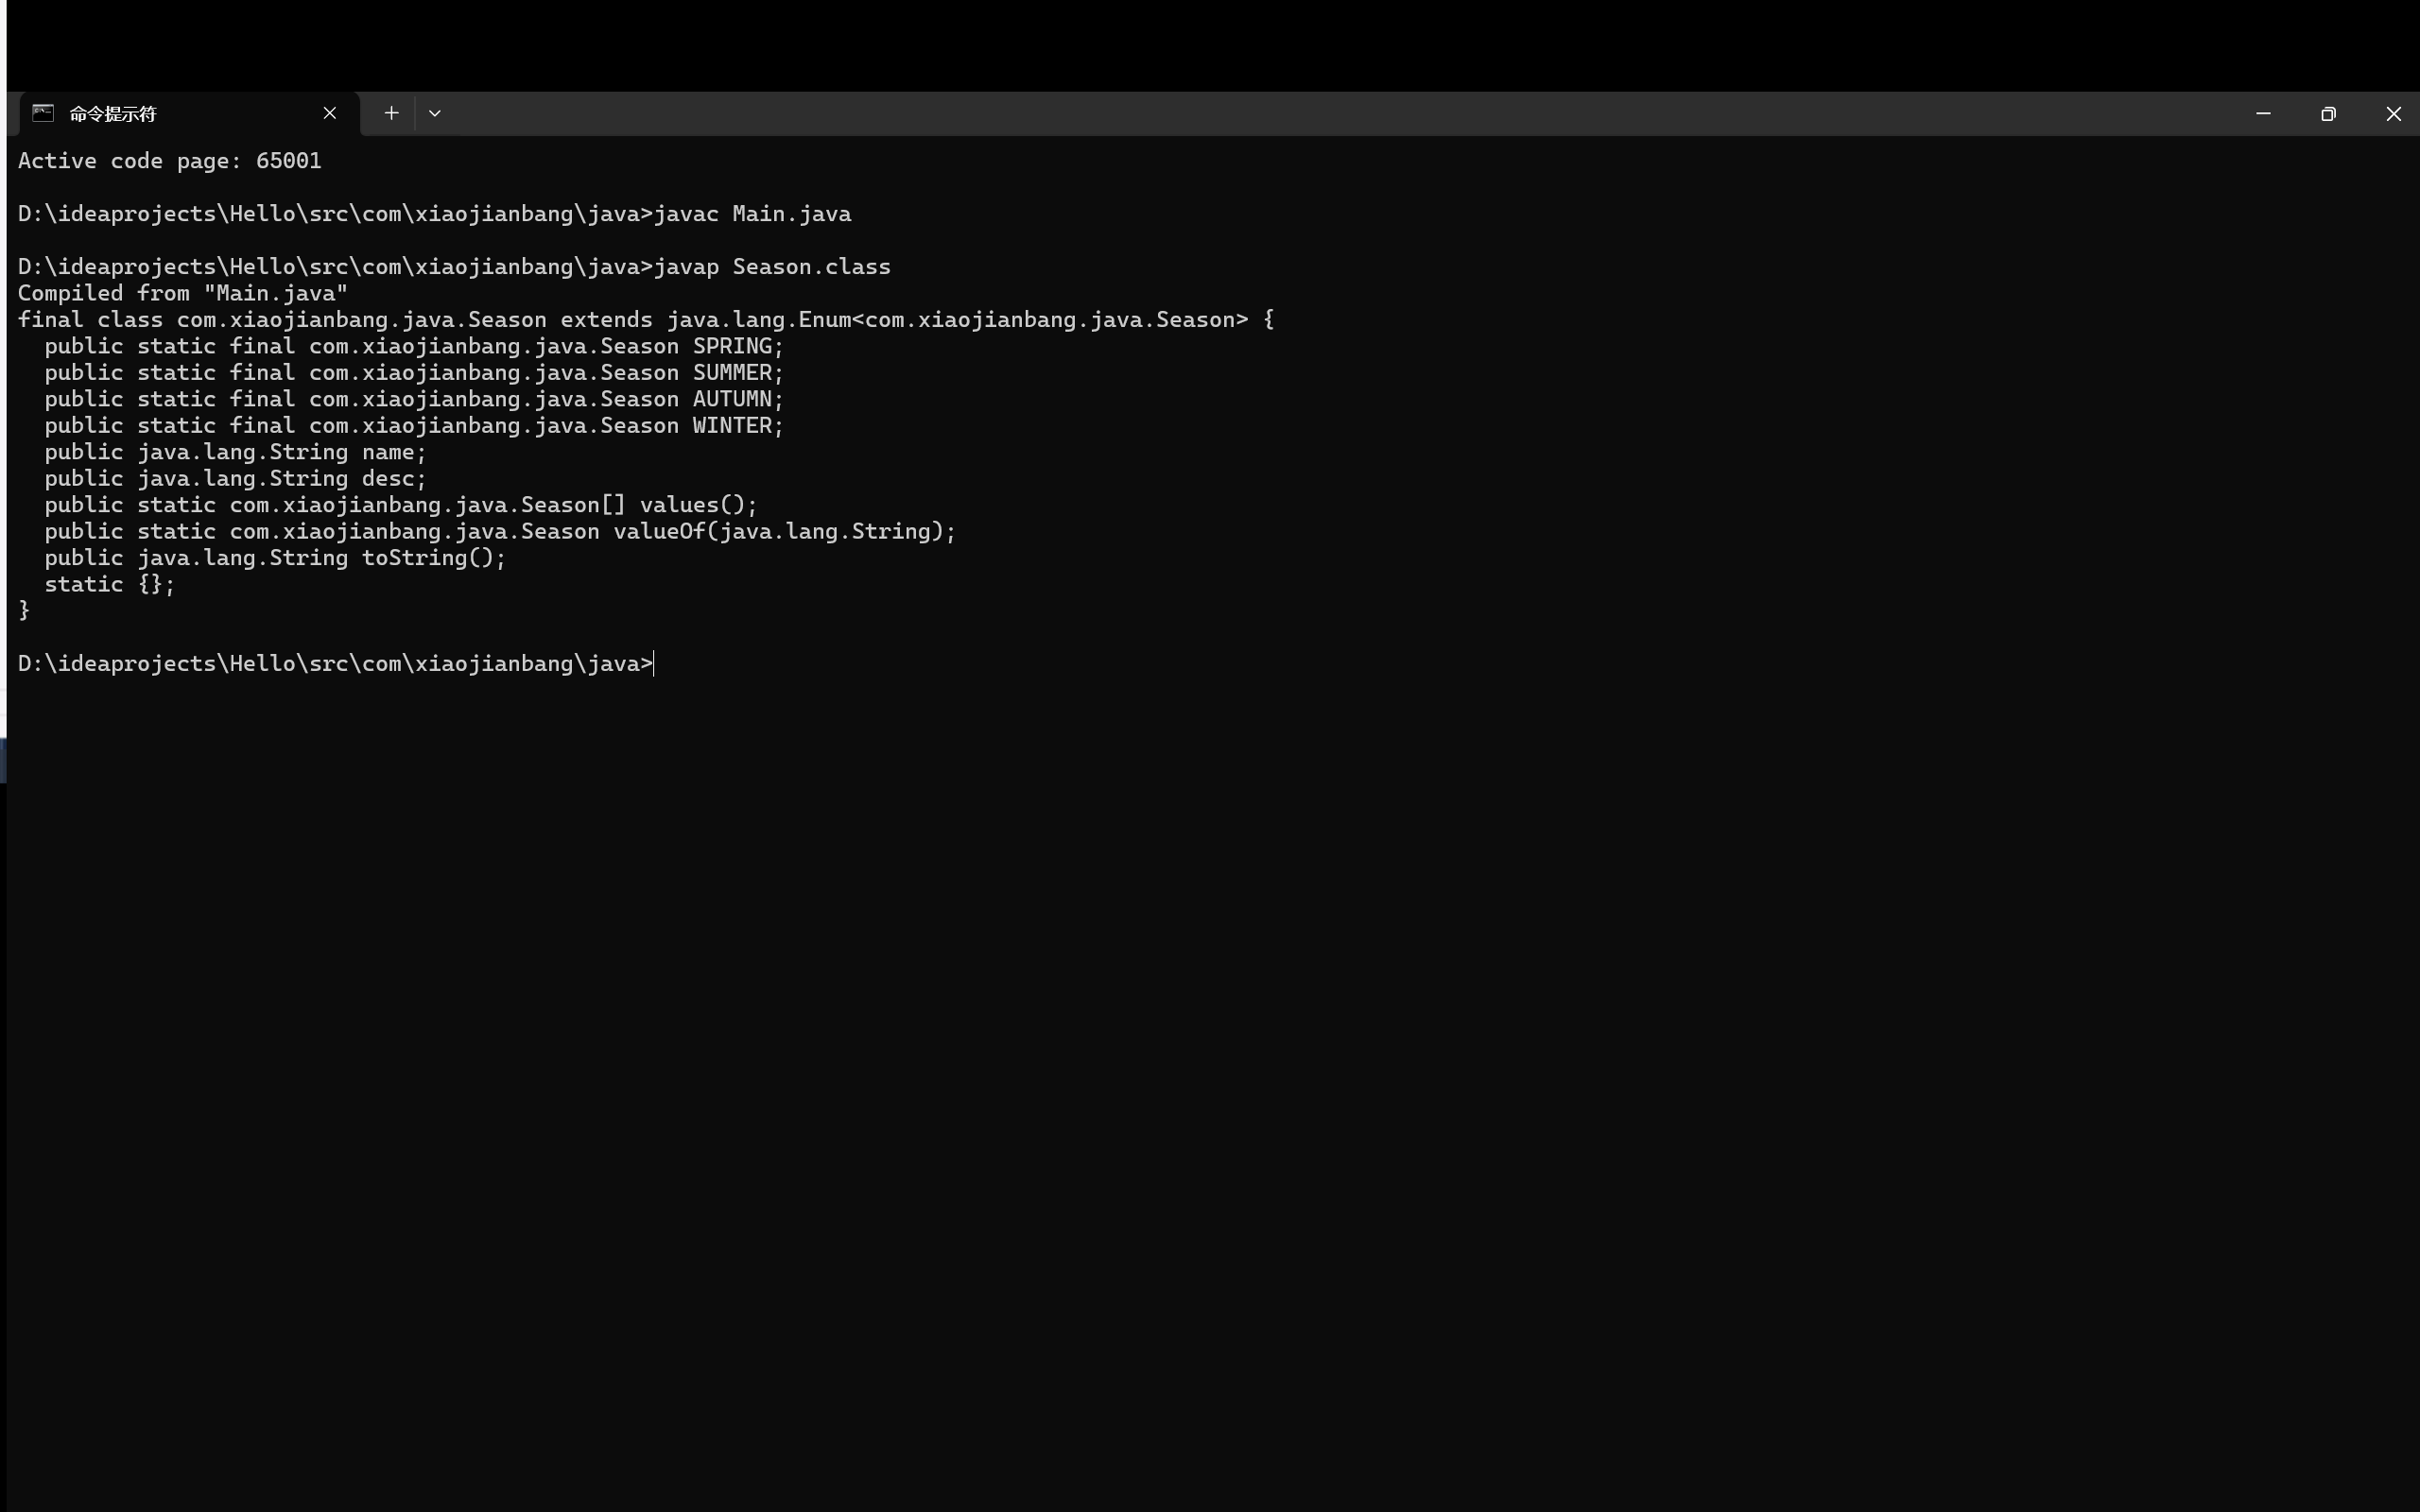 命令提示符
Active code page: 65001
D:\ideaprojects\Hello\src\com\xiaojianbang\java>javac Main.java
D:\ideaprojects\Hello\src\com\xiaojianbang\java>javap Season.class
Compiled from "Main.java"
final class com.xiaojianbang.java.Season extends java.lang.Enum<com.xiaojianbang.java.Season> {
  public static final com.xiaojianbang.java.Season SPRING;
  public static final com.xiaojianbang.java.Season SUMMER;
  public static final com.xiaojianbang.java.Season AUTUMN;
  public static final com.xiaojianbang.java.Season WINTER;
  public java.lang.String name;
  public java.lang.String desc;
  public static com.xiaojianbang.java.Season[] values();
  public static com.xiaojianbang.java.Season valueOf(java.lang.String);
  public java.lang.String toString();
  static {};
}
D:\ideaprojects\Hello\src\com\xiaojianbang\java>